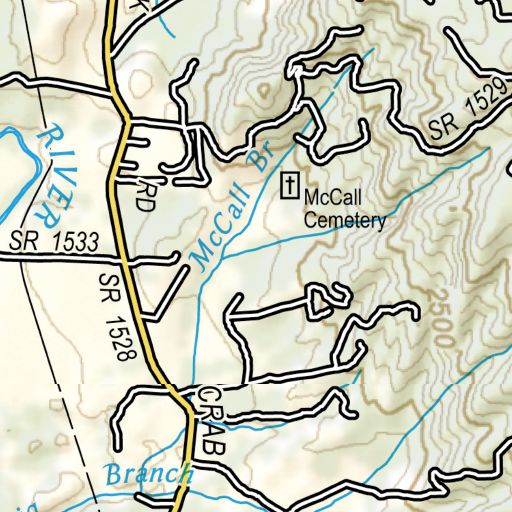 SR 1529
RIVER
RD
McCall Br
McCall
Cemetery
SR 1533
SR 1528
2500
CRAB
Branch